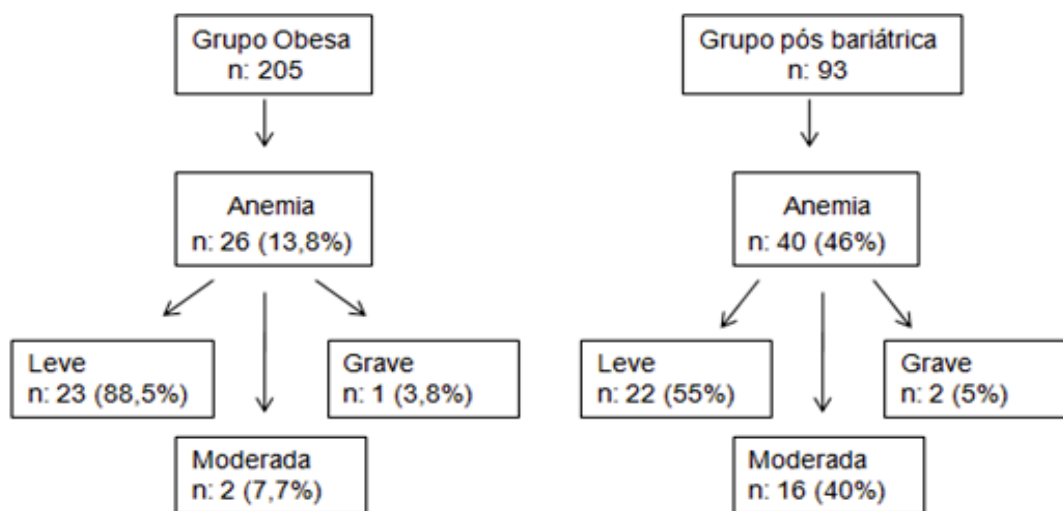 Grupo Obesa
n: 205
Anemia
n: 26 (13,8%)
Leve
n: 23 (88,5%)
Grave
n: 1 (3,8%)
Moderada
n: 2 (7,7%)
Grupo pós bariátrica
n: 93
Anemia
n: 40 (46%)
Leve
n: 22 (55%)
Grave
n: 2 (5%)
Moderada
n: 16 (40%)